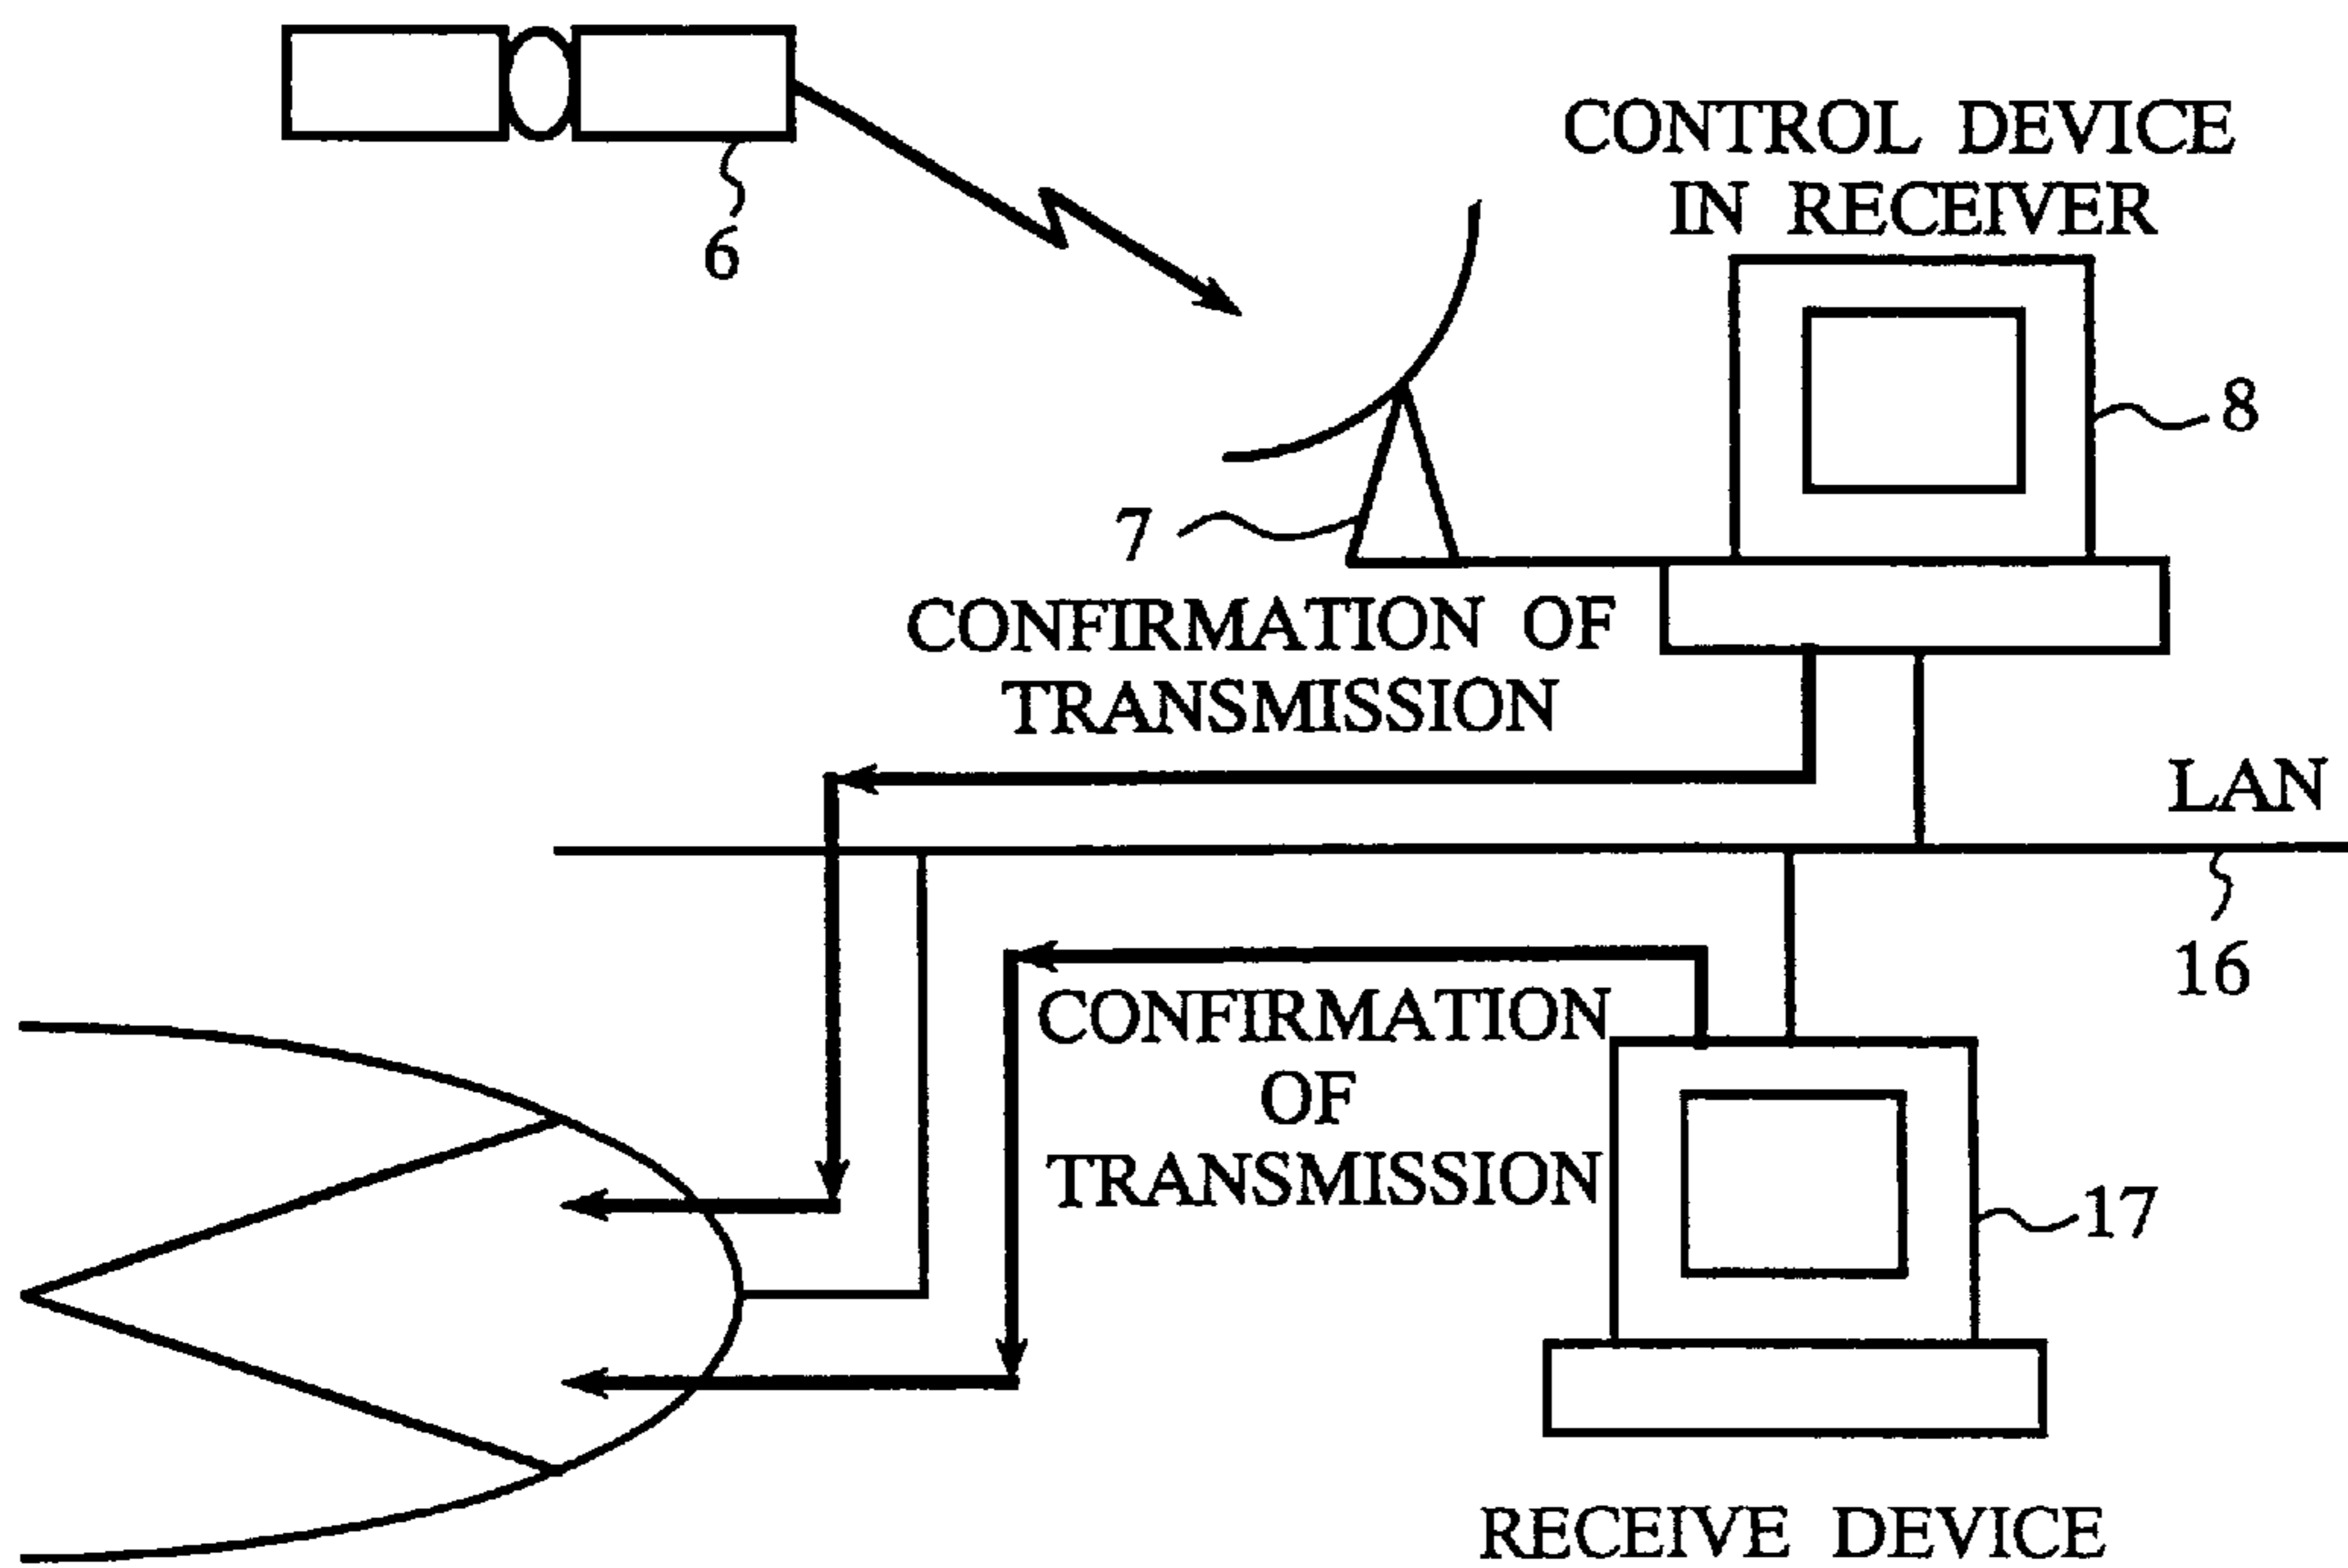 CONTROL DEVICE
IN RECEIVER
6
8
7
CONFIRMATION OF
TRANSMISSION
LAN
16
CONFIRMATION
OF
TRANSMISSION
17
RECEIVE DEVICE